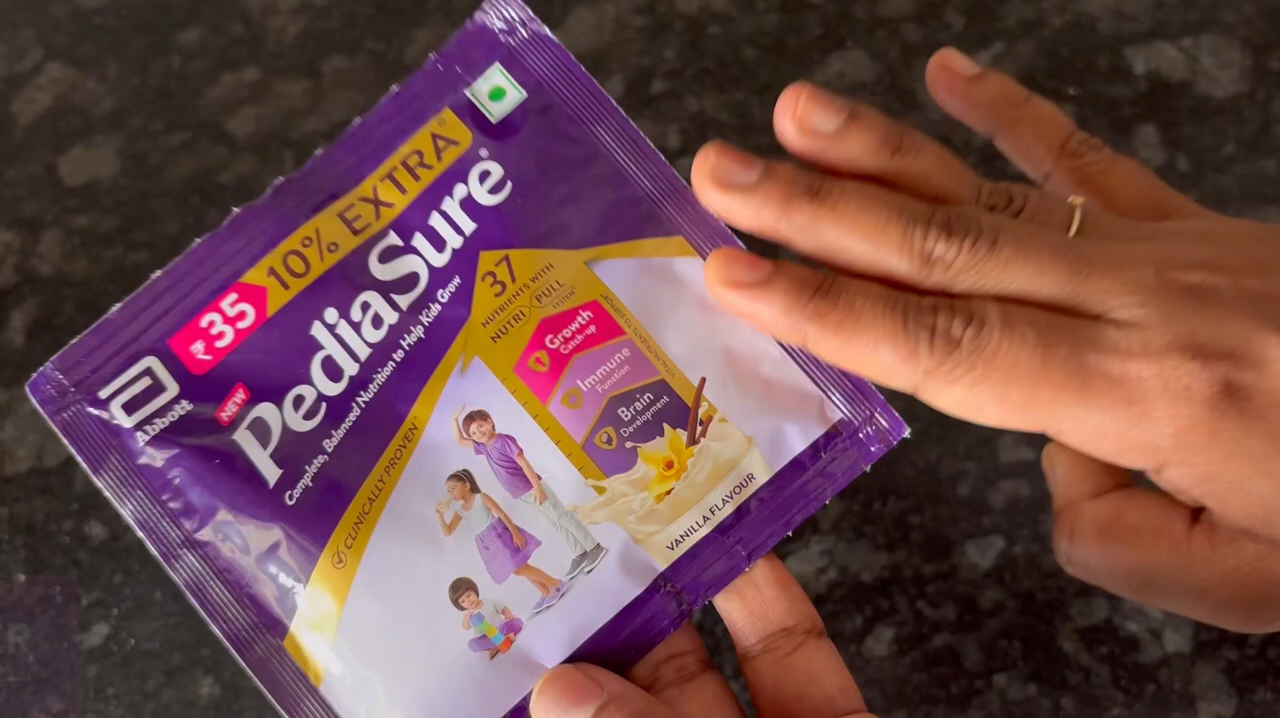 ₹35 10% EXTRA®
Abbott
NEW
PediaSure®
Complete, Balanced Nutrition to Help Kids Grow
CLINICALLY PROVEN
37
NUTRIENTS WITH
NUTRI PULL
SYSTEM
Growth
Catch-up
Immune
Function
Brain
Development
VANILLA FLAVOUR
R